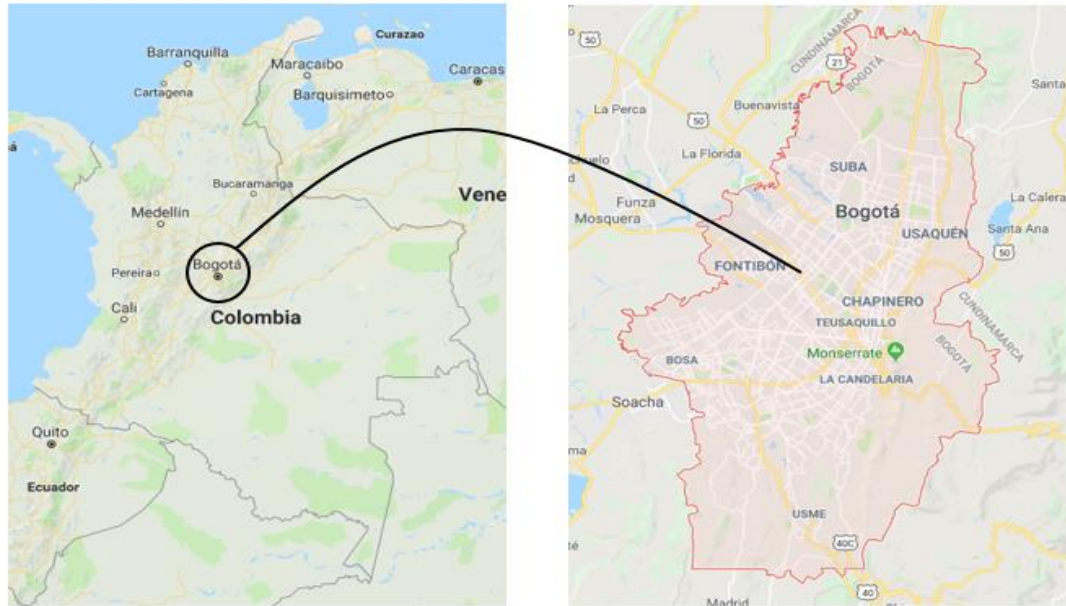 Curazao
Barranquilla
Maracaibo
Caracas
Cartagena
Barquisimeto
á
Bucaramanga
Vene
Medellín
Bogotá
Pereira
Cali
Colombia
Quito
Ecuador
50
CUNDINAMARCA
21
BOGOTÁ
Santa
La Perca
Buenavista
50
La Florida
SUBA
Funza
La Calera
Mosquera
Bogotá
USAQUÉN
Santa Ana
50
FONTIBÓN
CHAPINERO
CUNDINAMARCA
TEUSAQUILLO
BOGOTÁ
Monserrate
BOSA
LA CANDELARIA
Soacha
USME
40C
40
Madrid